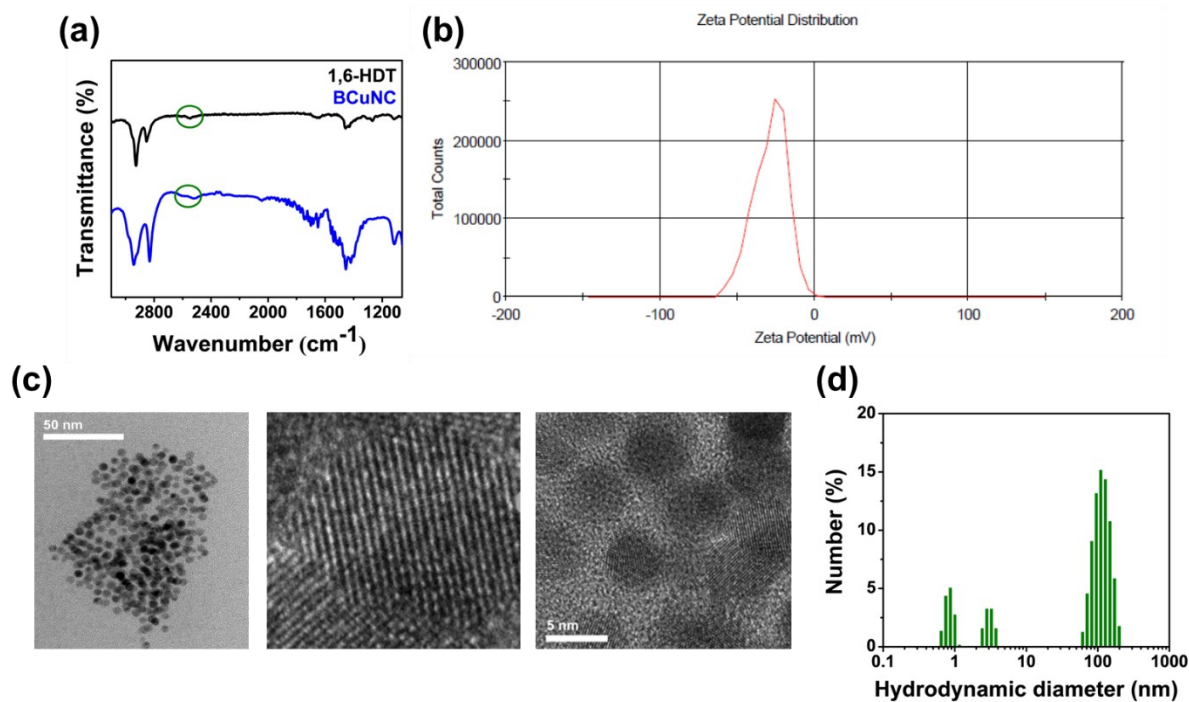 (a)
1,6-HDT
BCuNC
Transmittance (%)
2800 2400 2000 1600 1200
Wavenumber (cm-1)
(b)
Zeta Potential Distribution
300000
200000
100000
0
Total Counts
-200 -100 0 100 200
Zeta Potential (mV)
(c)
50 nm
5 nm
(d)
20
15
10
5
0
Number (%)
0.1 1 10 100 1000
Hydrodynamic diameter (nm)